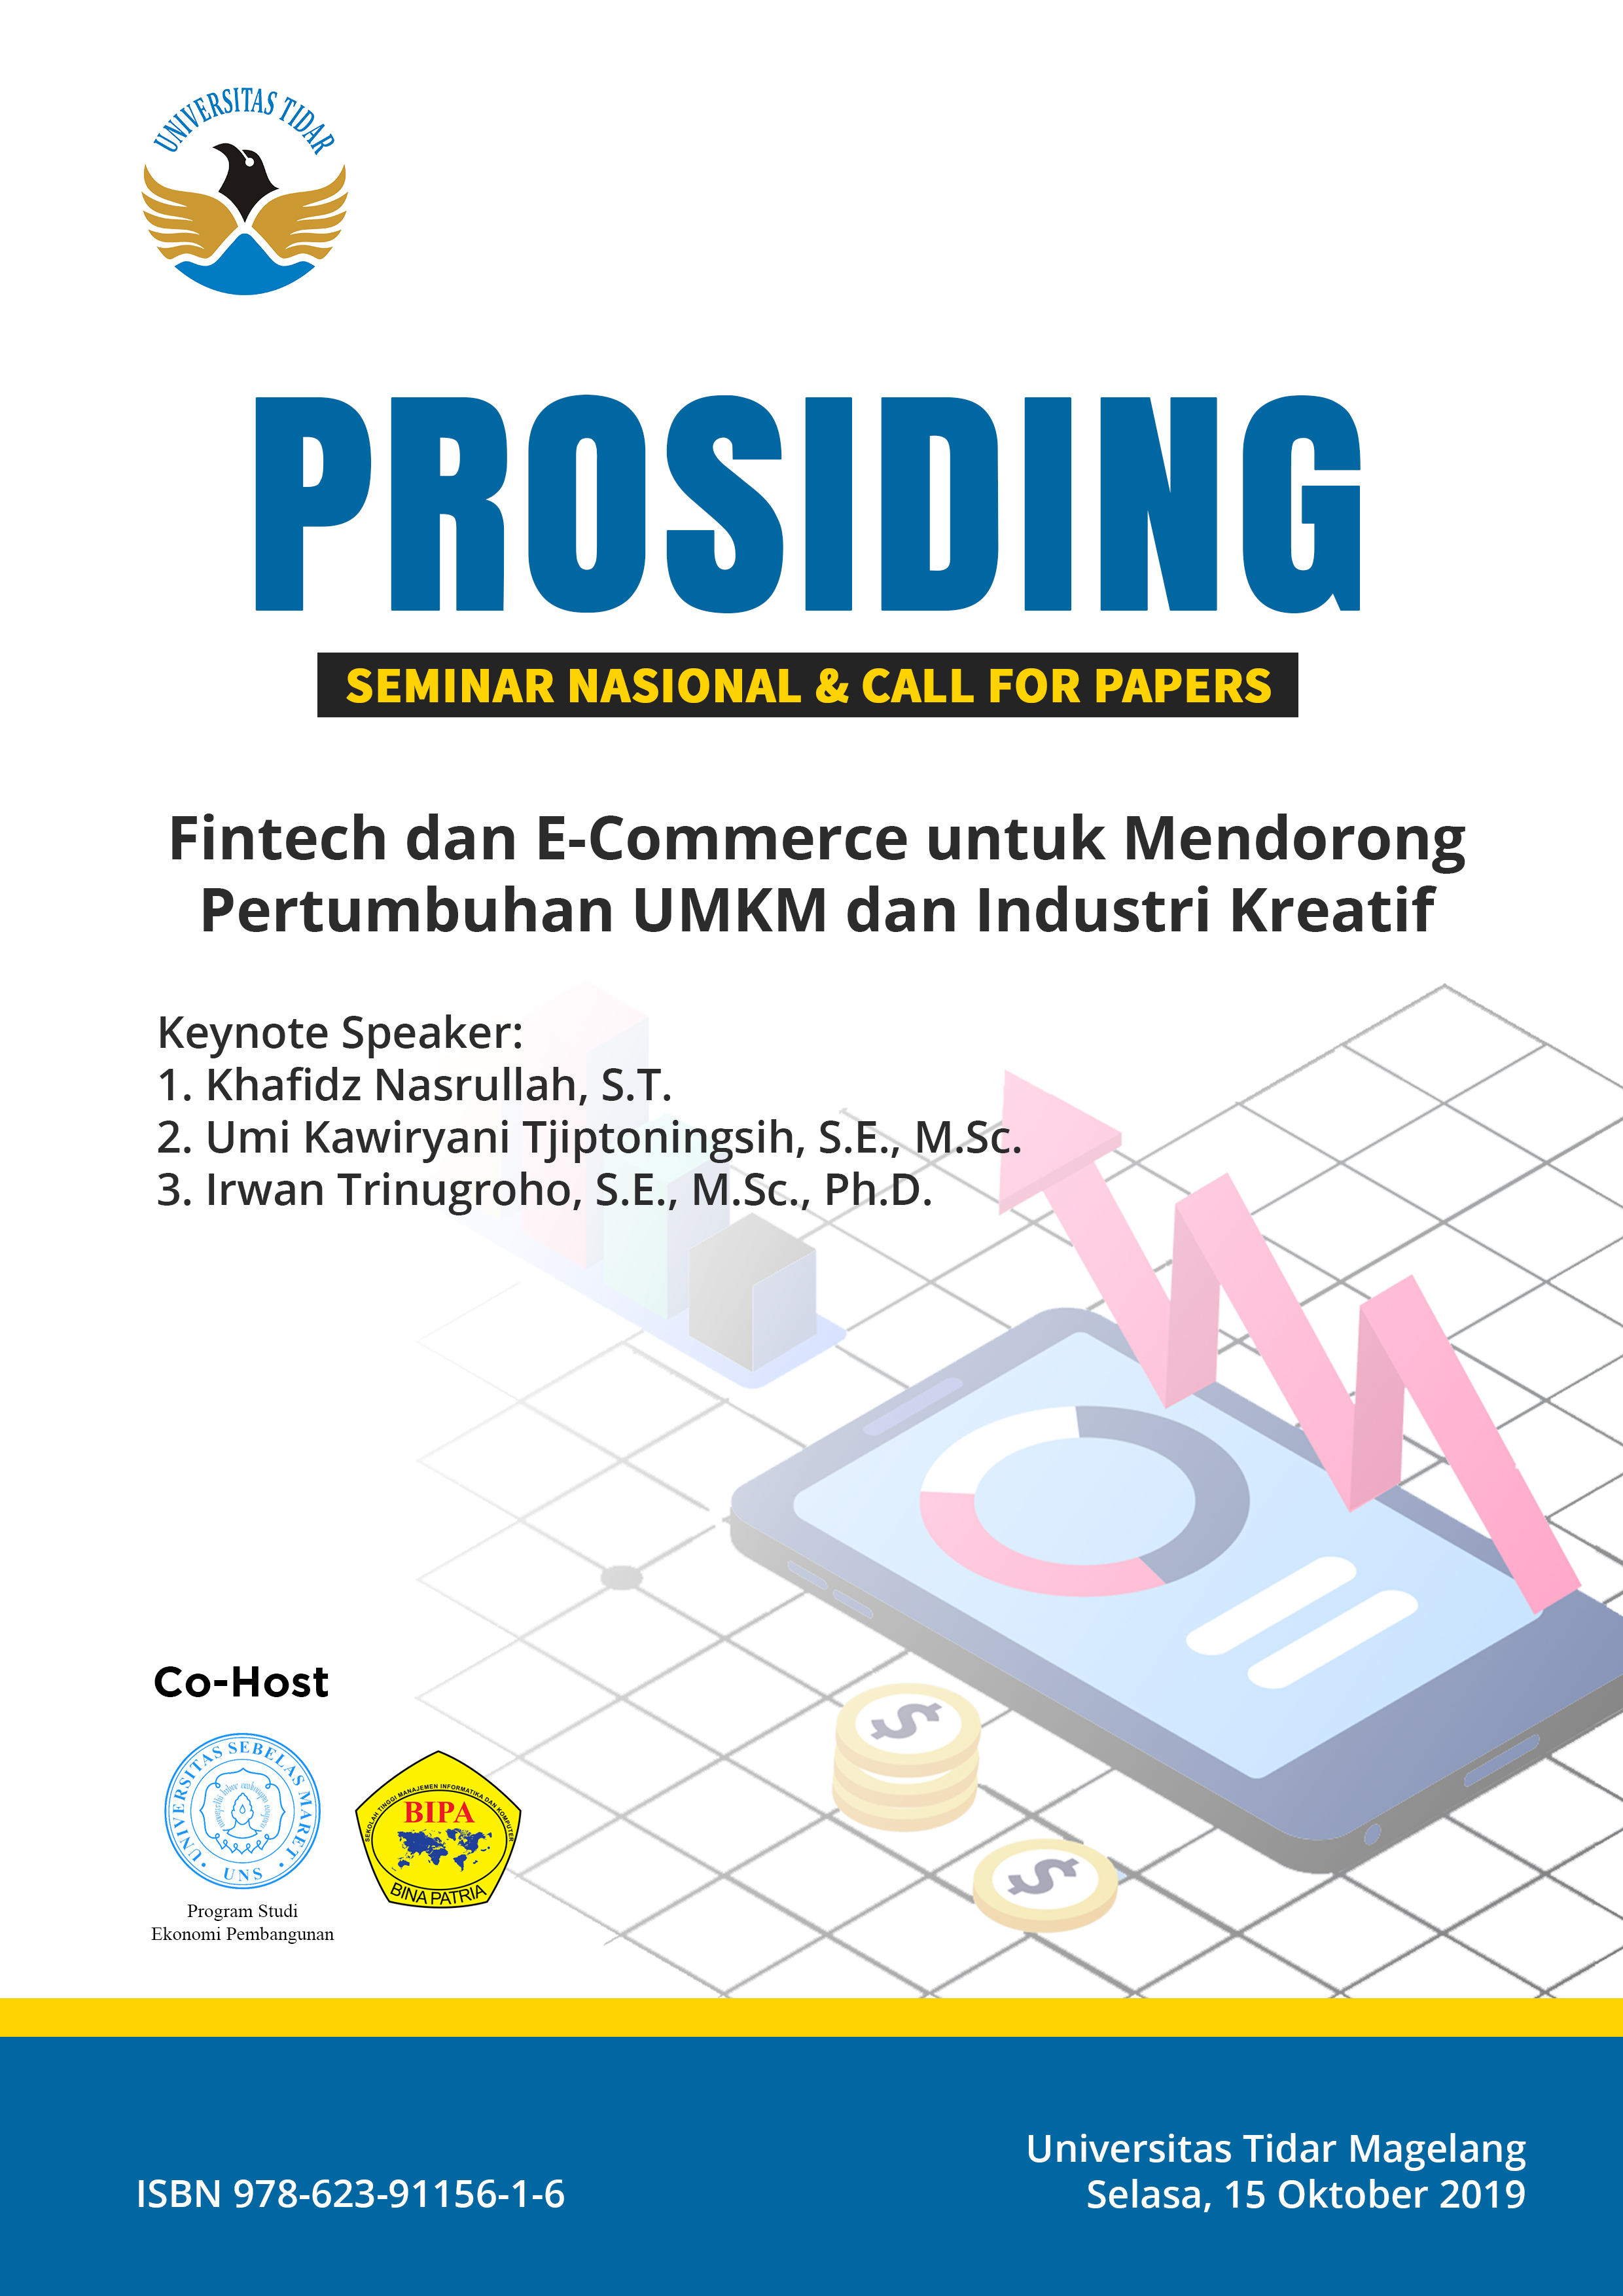 UNIVERSITAS TIDAR
PROSIDING
SEMINAR NASIONAL & CALL FOR PAPERS
Fintech dan E-Commerce untuk Mendorong
Pertumbuhan UMKM dan Industri Kreatif
Keynote Speaker:
1. Khafidz Nasrullah, S.T.
2. Umi Kawiryani Tjiptoningsih, S.E., M.Sc.
3. Irwan Trinugroho, S.E., M.Sc., Ph.D.
$
$
Co-Host
UNIVERSITAS SEBELAS MARET
UNS
Program Studi
Ekonomi Pembangunan
SEKOLAH TINGGI MANAJEMEN INFORMATIKA DAN KOMPUTER
BIPA
BINA PATRIA
ISBN 978-623-91156-1-6
Universitas Tidar Magelang
Selasa, 15 Oktober 2019